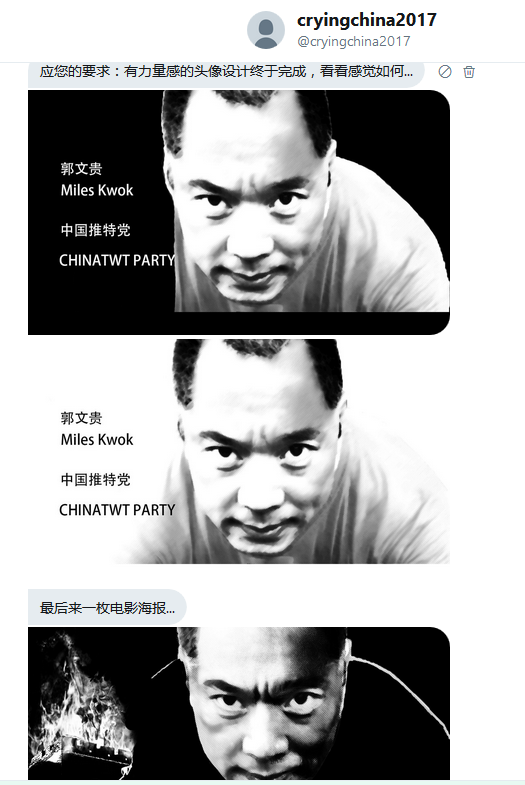 cryingchina2017
@cryingchina2017
应您的要求：有力量感的头像设计终于完成，看看感觉如何...
郭文贵
Miles Kwok
中国推特党
CHINATWT PARTY
郭文贵
Miles Kwok
中国推特党
CHINATWT PARTY
最后来一枚电影海报...